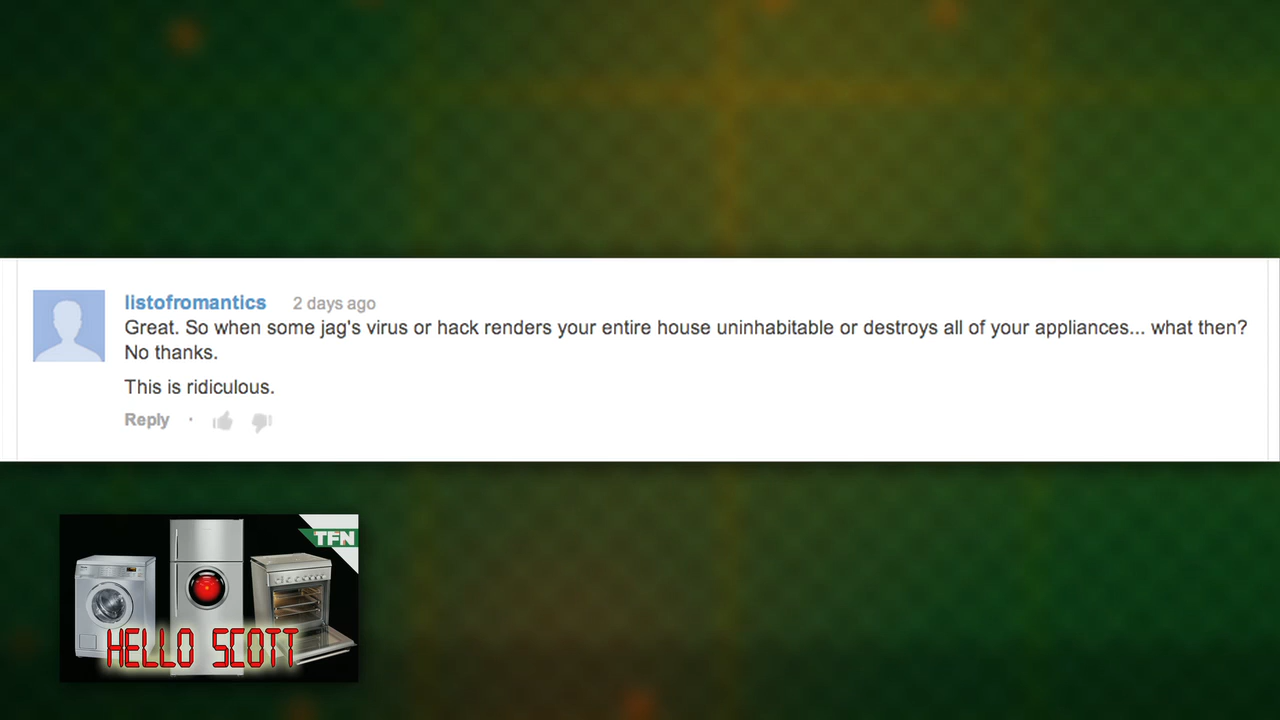 listofromantics 2 days ago
Great. So when some jag's virus or hack renders your entire house uninhabitable or destroys all of your appliances... what then?
No thanks.
This is ridiculous.
Reply ·
TFN
HELLO SCOTT